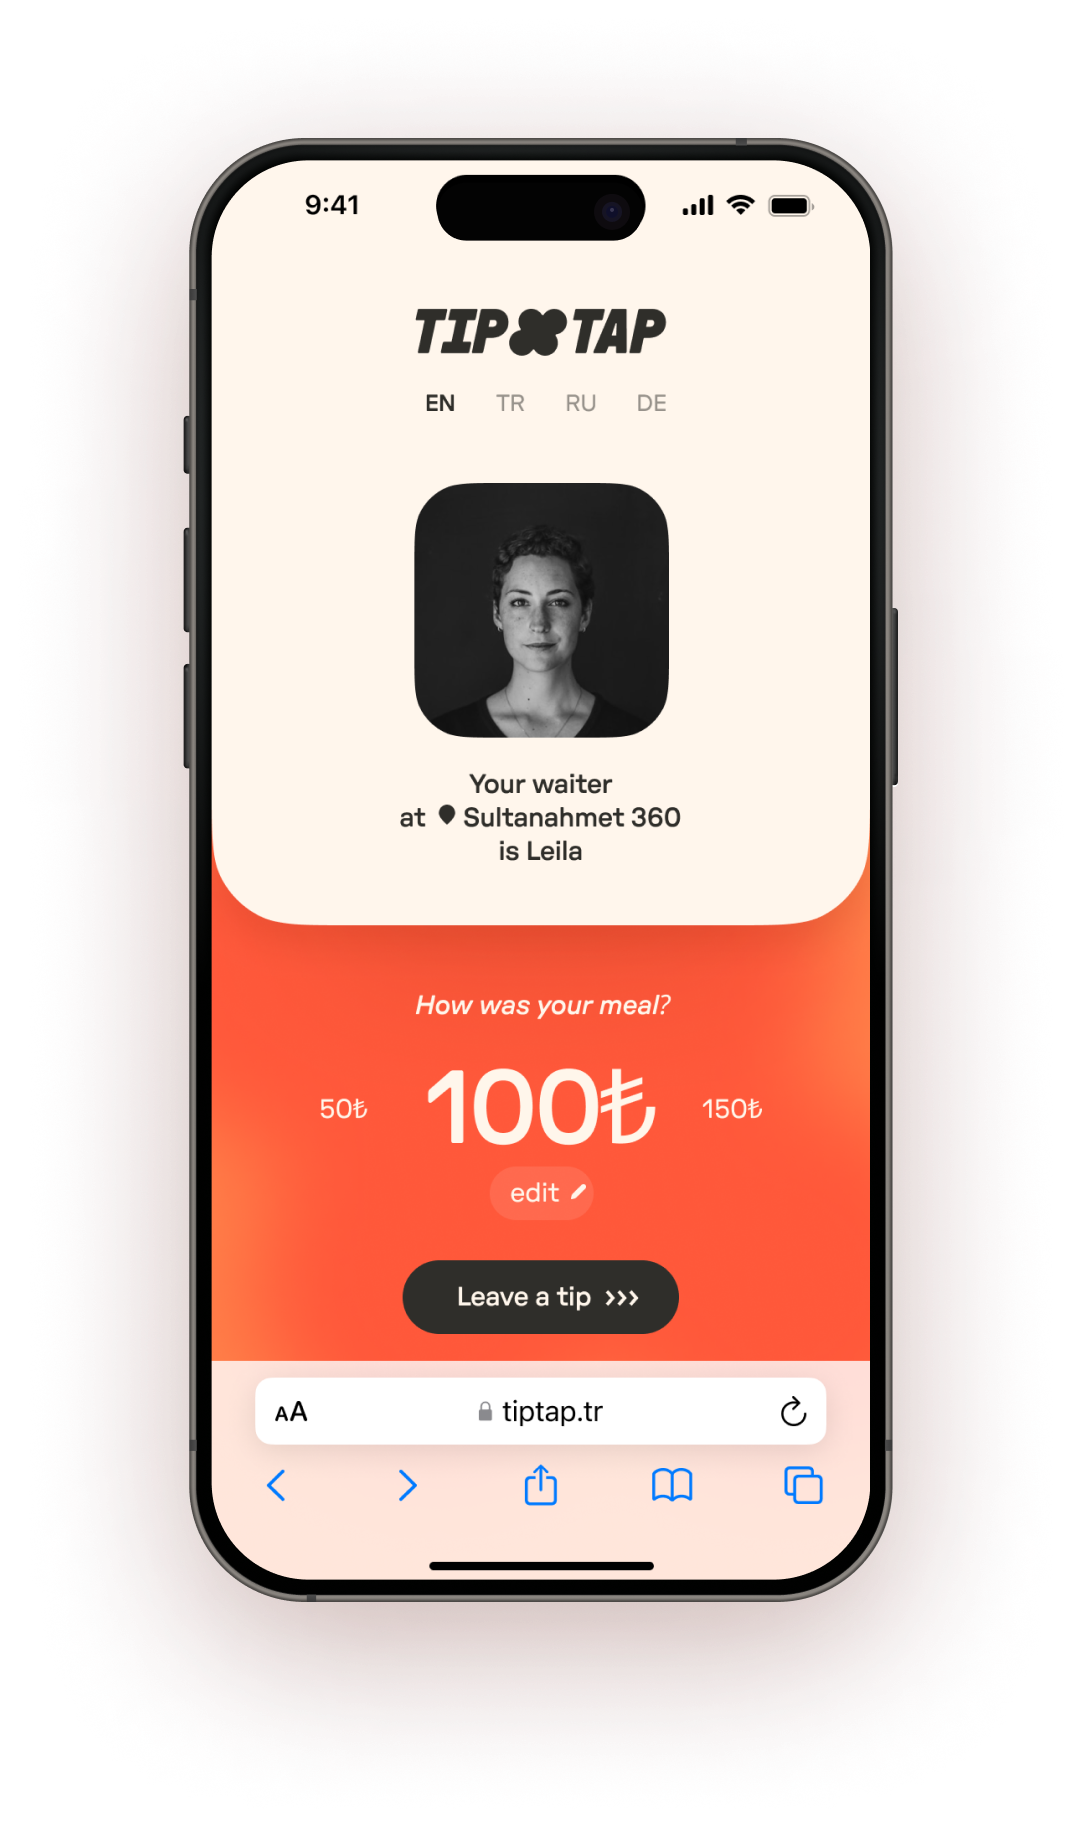 9:41
TIP TAP
EN TR RU DE
Your waiter
at Sultanahmet 360
is Leila
How was your meal?
50₺ 100₺ 150₺
edit
Leave a tip >>>
AA tiptap.tr